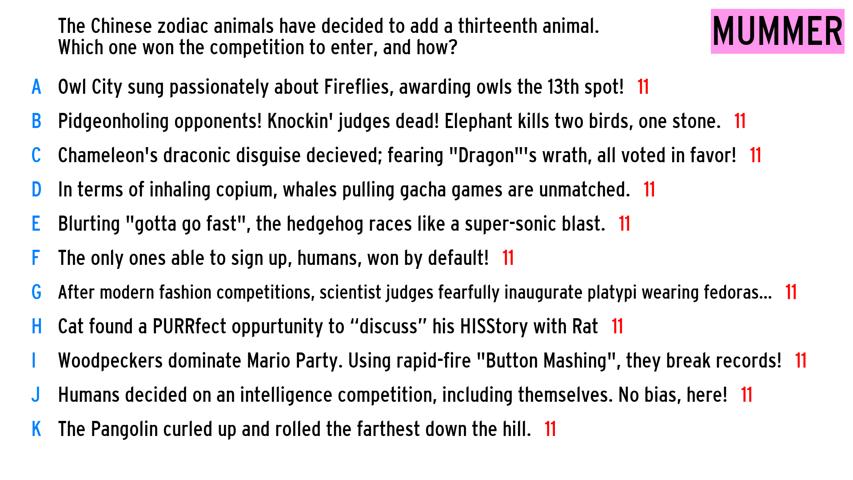 The Chinese zodiac animals have decided to add a thirteenth animal.
Which one won the competition to enter, and how?
MUMMER
A Owl City sung passionately about Fireflies, awarding owls the 13th spot! 11
B Pidgeonholing opponents! Knockin' judges dead! Elephant kills two birds, one stone. 11
C Chameleon's draconic disguise decieved; fearing "Dragon"'s wrath, all voted in favor! 11
D In terms of inhaling copium, whales pulling gacha games are unmatched. 11
E Blurting "gotta go fast", the hedgehog races like a super-sonic blast. 11
F The only ones able to sign up, humans, won by default! 11
G After modern fashion competitions, scientist judges fearfully inaugurate platypi wearing fedoras... 11
H Cat found a PURRfect oppurtunity to “discuss” his HISStory with Rat 11
I Woodpeckers dominate Mario Party. Using rapid-fire "Button Mashing", they break records! 11
J Humans decided on an intelligence competition, including themselves. No bias, here! 11
K The Pangolin curled up and rolled the farthest down the hill. 11